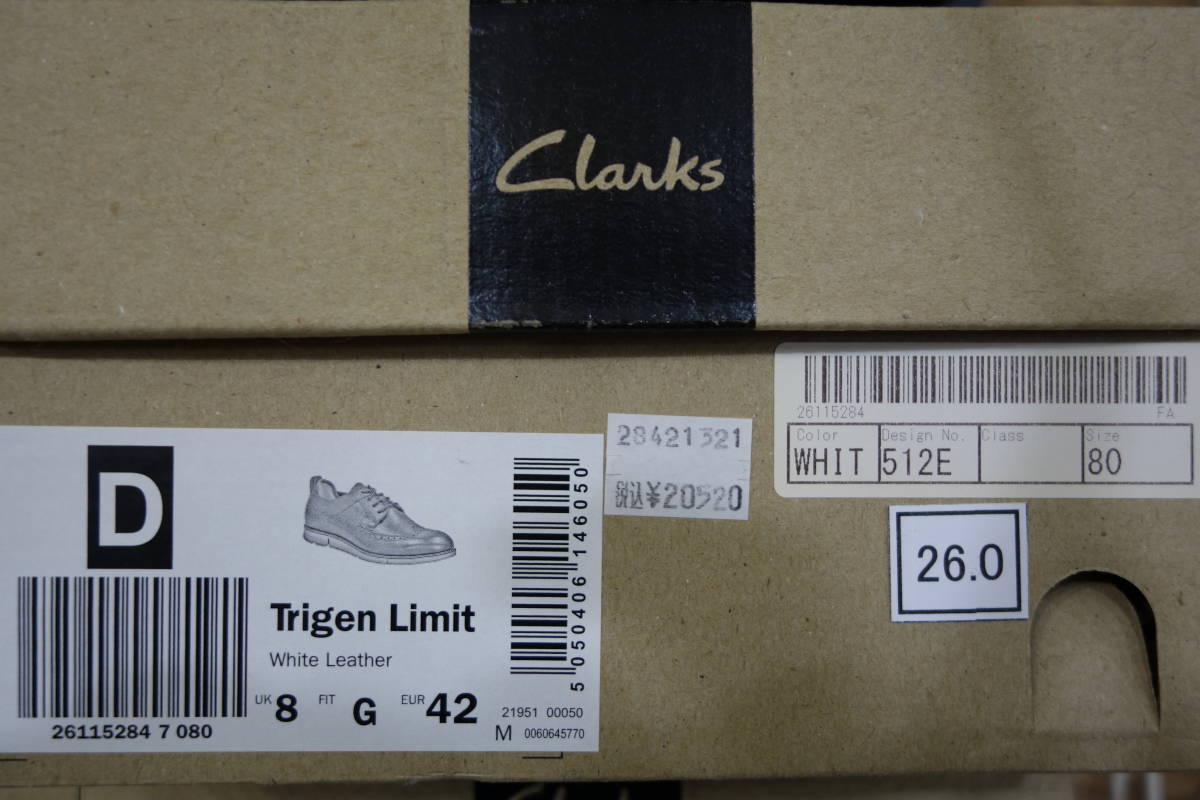 Clarks
26115284 FA
Color Design No. Class Size
WHIT 512E 80
28421321
税込¥20520
26.0
D
Trigen Limit
White Leather
UK 8 FIT G EUR 42
26115284 7 080
5 050406 146050
21951 00050
M 0060645770